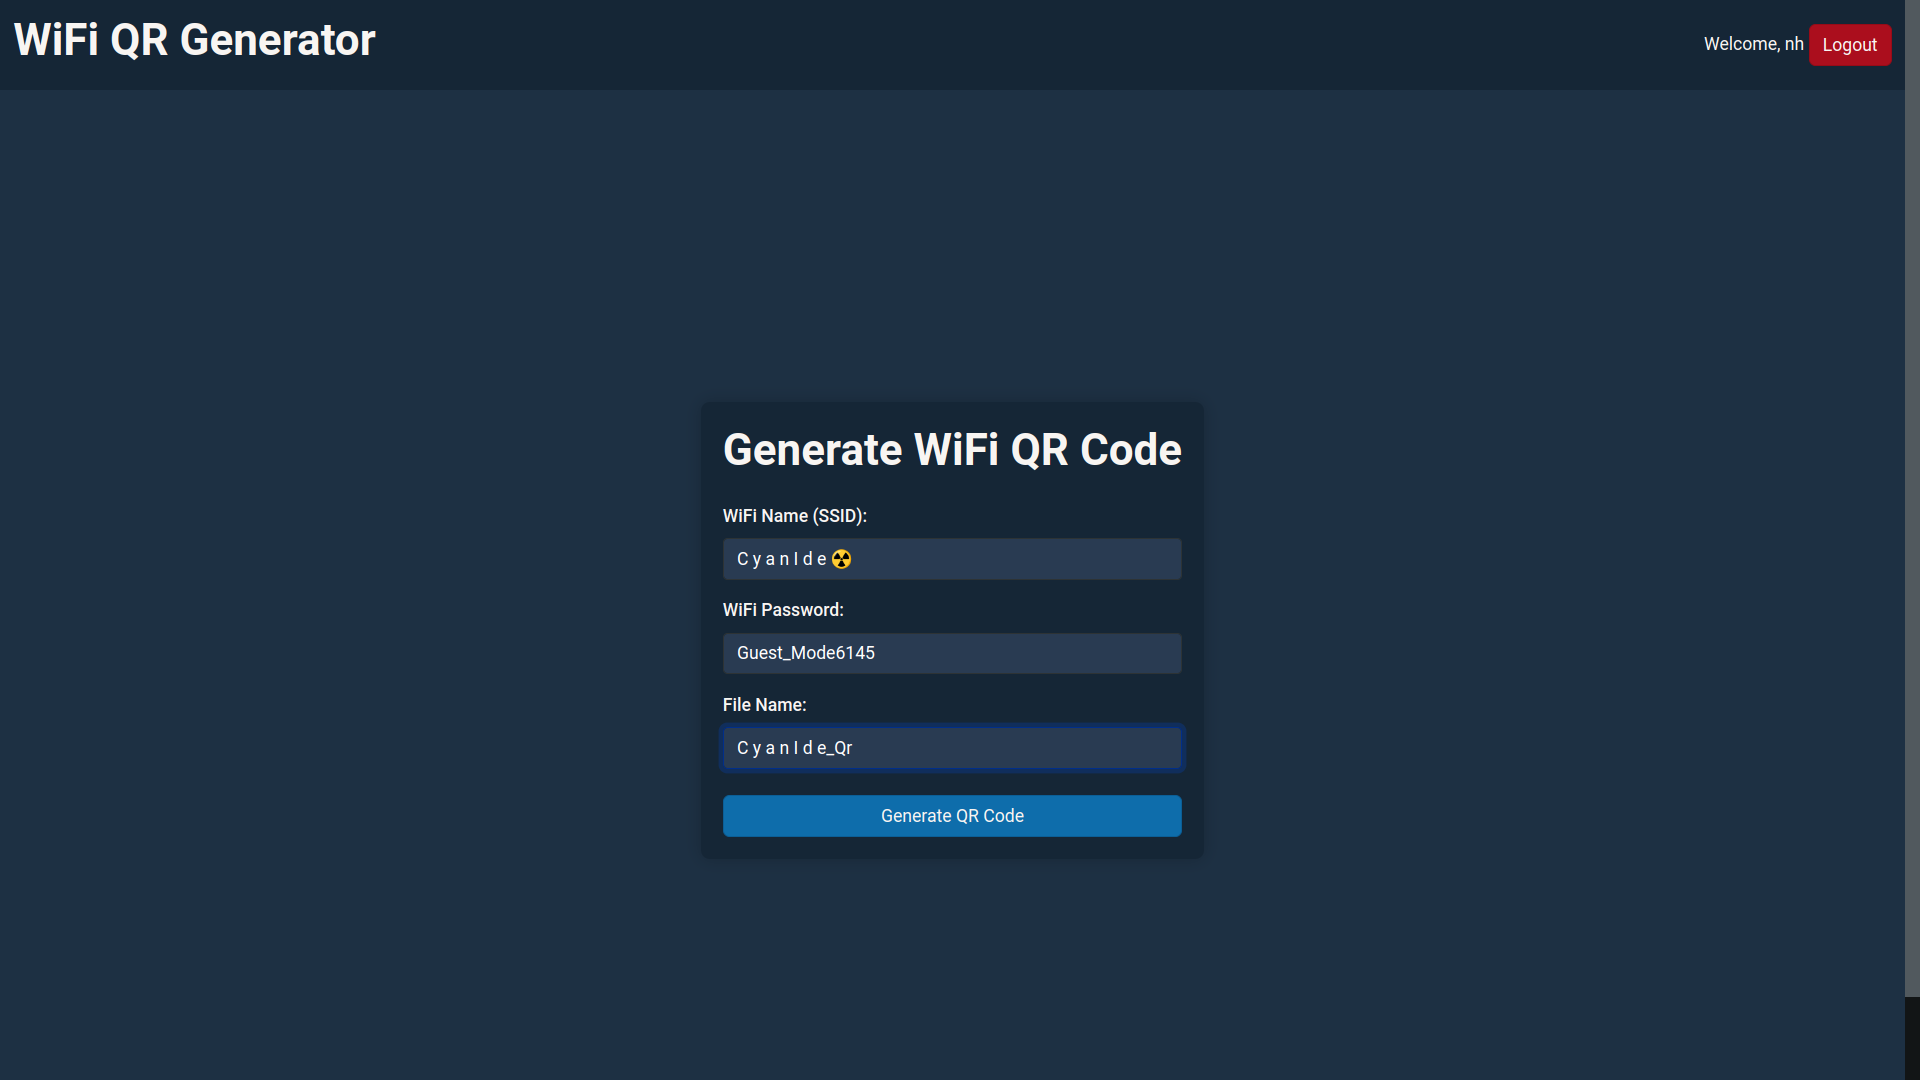 WiFi QR Generator
Welcome, nh
Logout
Generate WiFi QR Code
WiFi Name (SSID):
C y a n I d e ☢️
WiFi Password:
Guest_Mode6145
File Name:
C y a n I d e_Qr
Generate QR Code